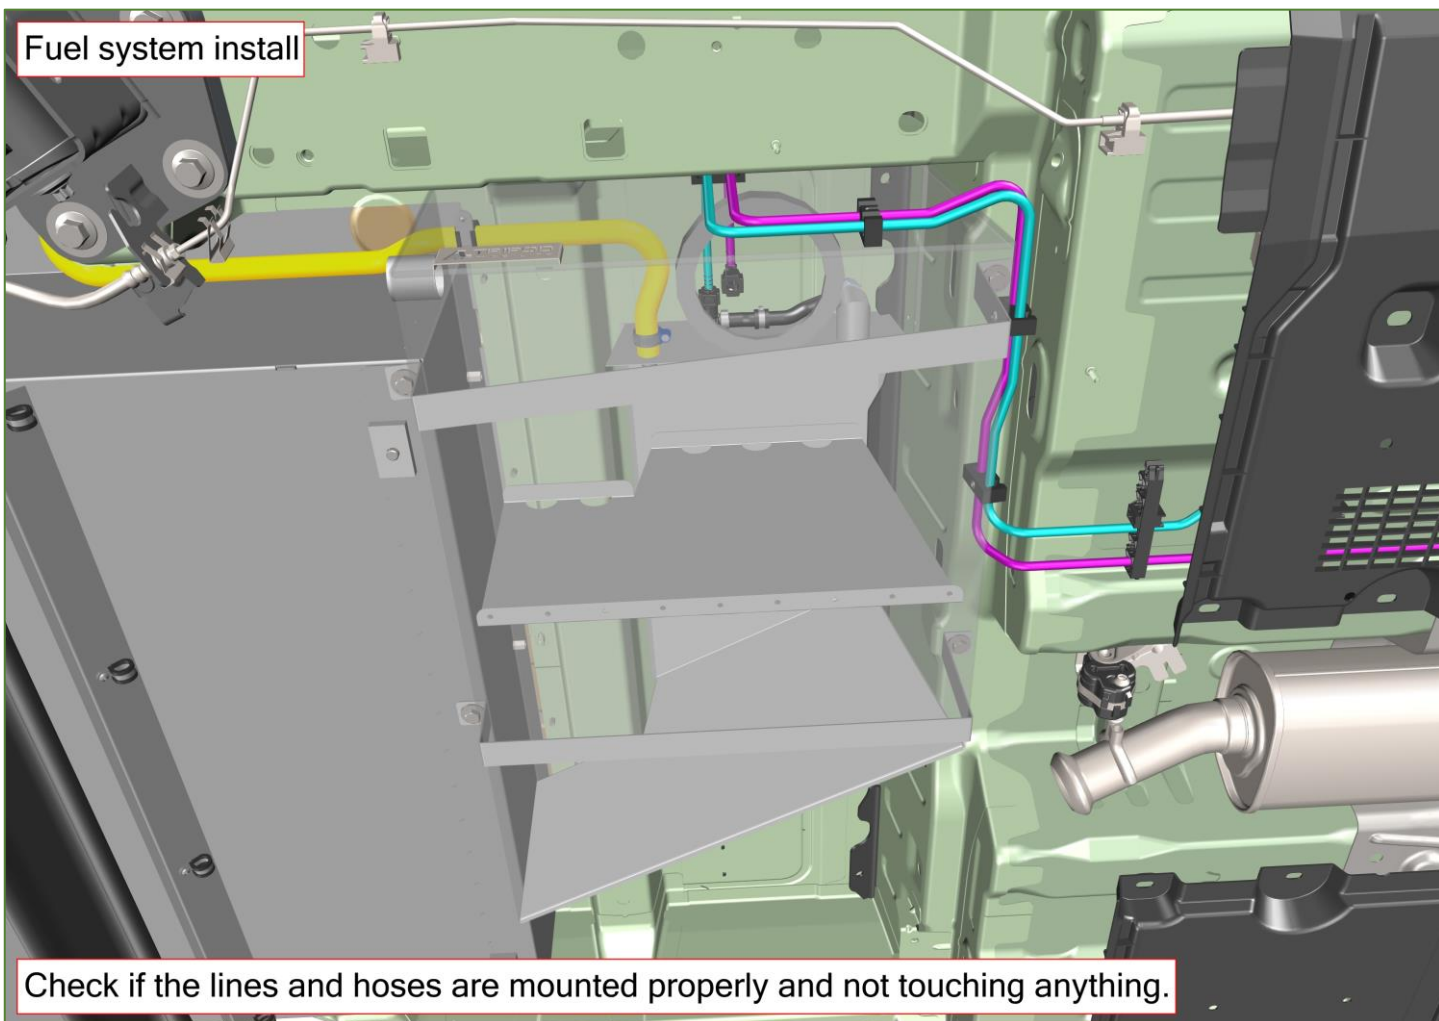 Fuel system install
Check if the lines and hoses are mounted properly and not touching anything.